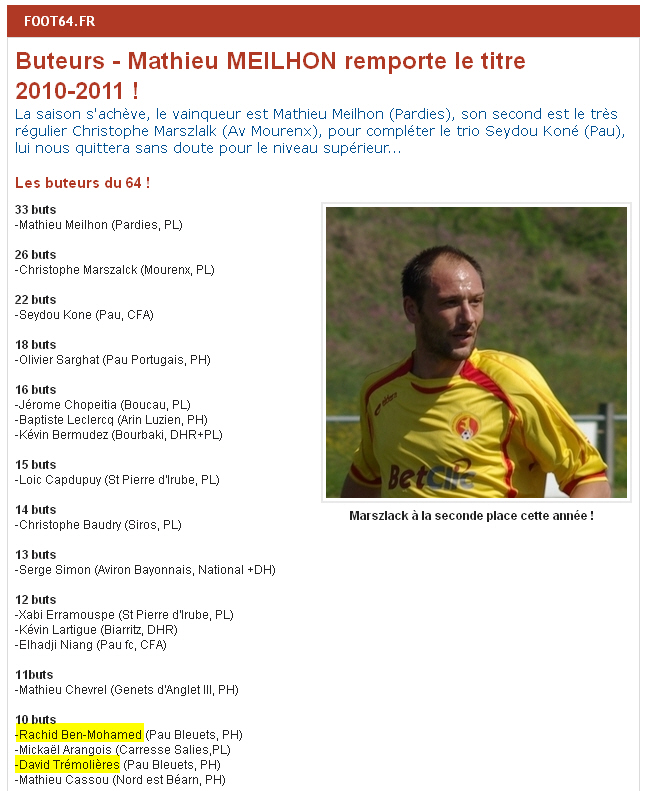 FOOT64.FR
Buteurs - Mathieu MEILHON remporte le titre
2010-2011 !
La saison s'achève, le vainqueur est Mathieu Meilhon (Pardies), son second est le très
régulier Christophe Marszlalk (Av Mourenx), pour compléter le trio Seydou Koné (Pau),
lui nous quittera sans doute pour le niveau supérieur...
Les buteurs du 64 !
33 buts
-Mathieu Meilhon (Pardies, PL)
26 buts
-Christophe Marszalck (Mourenx, PL)
22 buts
-Seydou Kone (Pau, CFA)
18 buts
-Olivier Sarghat (Pau Portugais, PH)
16 buts
-Jérome Chopeitia (Boucau, PL)
-Baptiste Leclercq (Arin Luzien, PH)
-Kévin Bermudez (Bourbaki, DHR+PL)
15 buts
-Loic Capdupuy (St Pierre d'Irube, PL)
14 buts
-Christophe Baudry (Siros, PL)
13 buts
-Serge Simon (Aviron Bayonnais, National +DH)
12 buts
-Xabi Erramouspe (St Pierre d'Irube, PL)
-Kévin Lartigue (Biarritz, DHR)
-Elhadji Niang (Pau fc, CFA)
11buts
-Mathieu Chevrel (Genets d'Anglet III, PH)
10 buts
-Rachid Ben-Mohamed (Pau Bleuets, PH)
-Mickaël Arangois (Carresse Salies,PL)
-David Trémolières (Pau Bleuets, PH)
-Mathieu Cassou (Nord est Béarn, PH)
BetClic
Marszlack à la seconde place cette année !